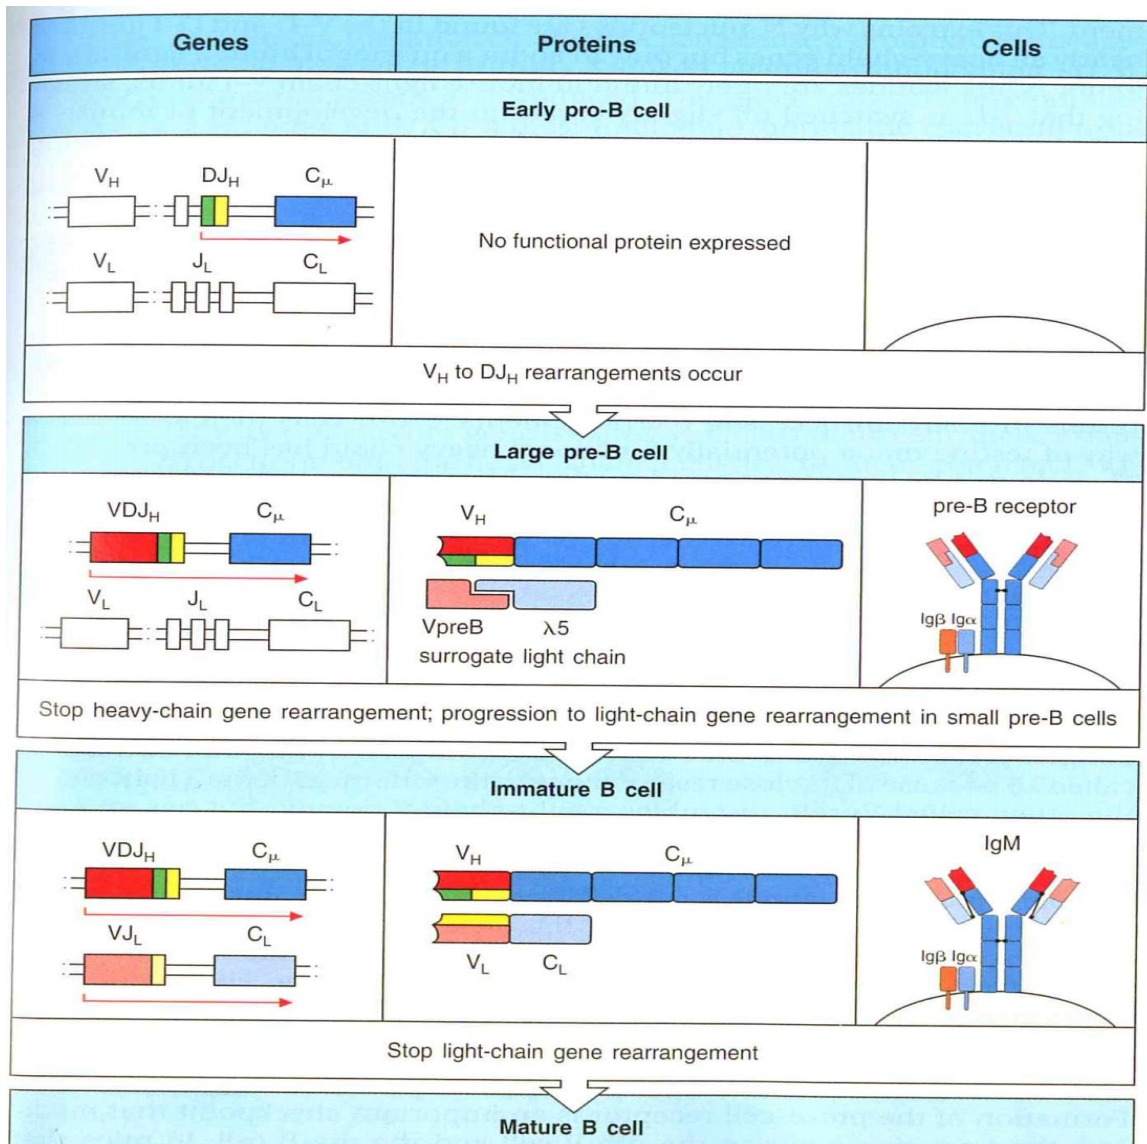 Genes Proteins Cells
Early pro-B cell
V_H DJ_H C_μ
No functional protein expressed
V_L J_L C_L
V_H to DJ_H rearrangements occur
Large pre-B cell
VDJ_H C_μ
V_H C_μ
pre-B receptor
V_L J_L C_L
VpreB λ5
surrogate light chain
Igβ Igα
Stop heavy-chain gene rearrangement; progression to light-chain gene rearrangement in small pre-B cells
Immature B cell
VDJ_H C_μ
V_H C_μ
IgM
VJ_L C_L
V_L C_L
Igβ Igα
Stop light-chain gene rearrangement
Mature B cell